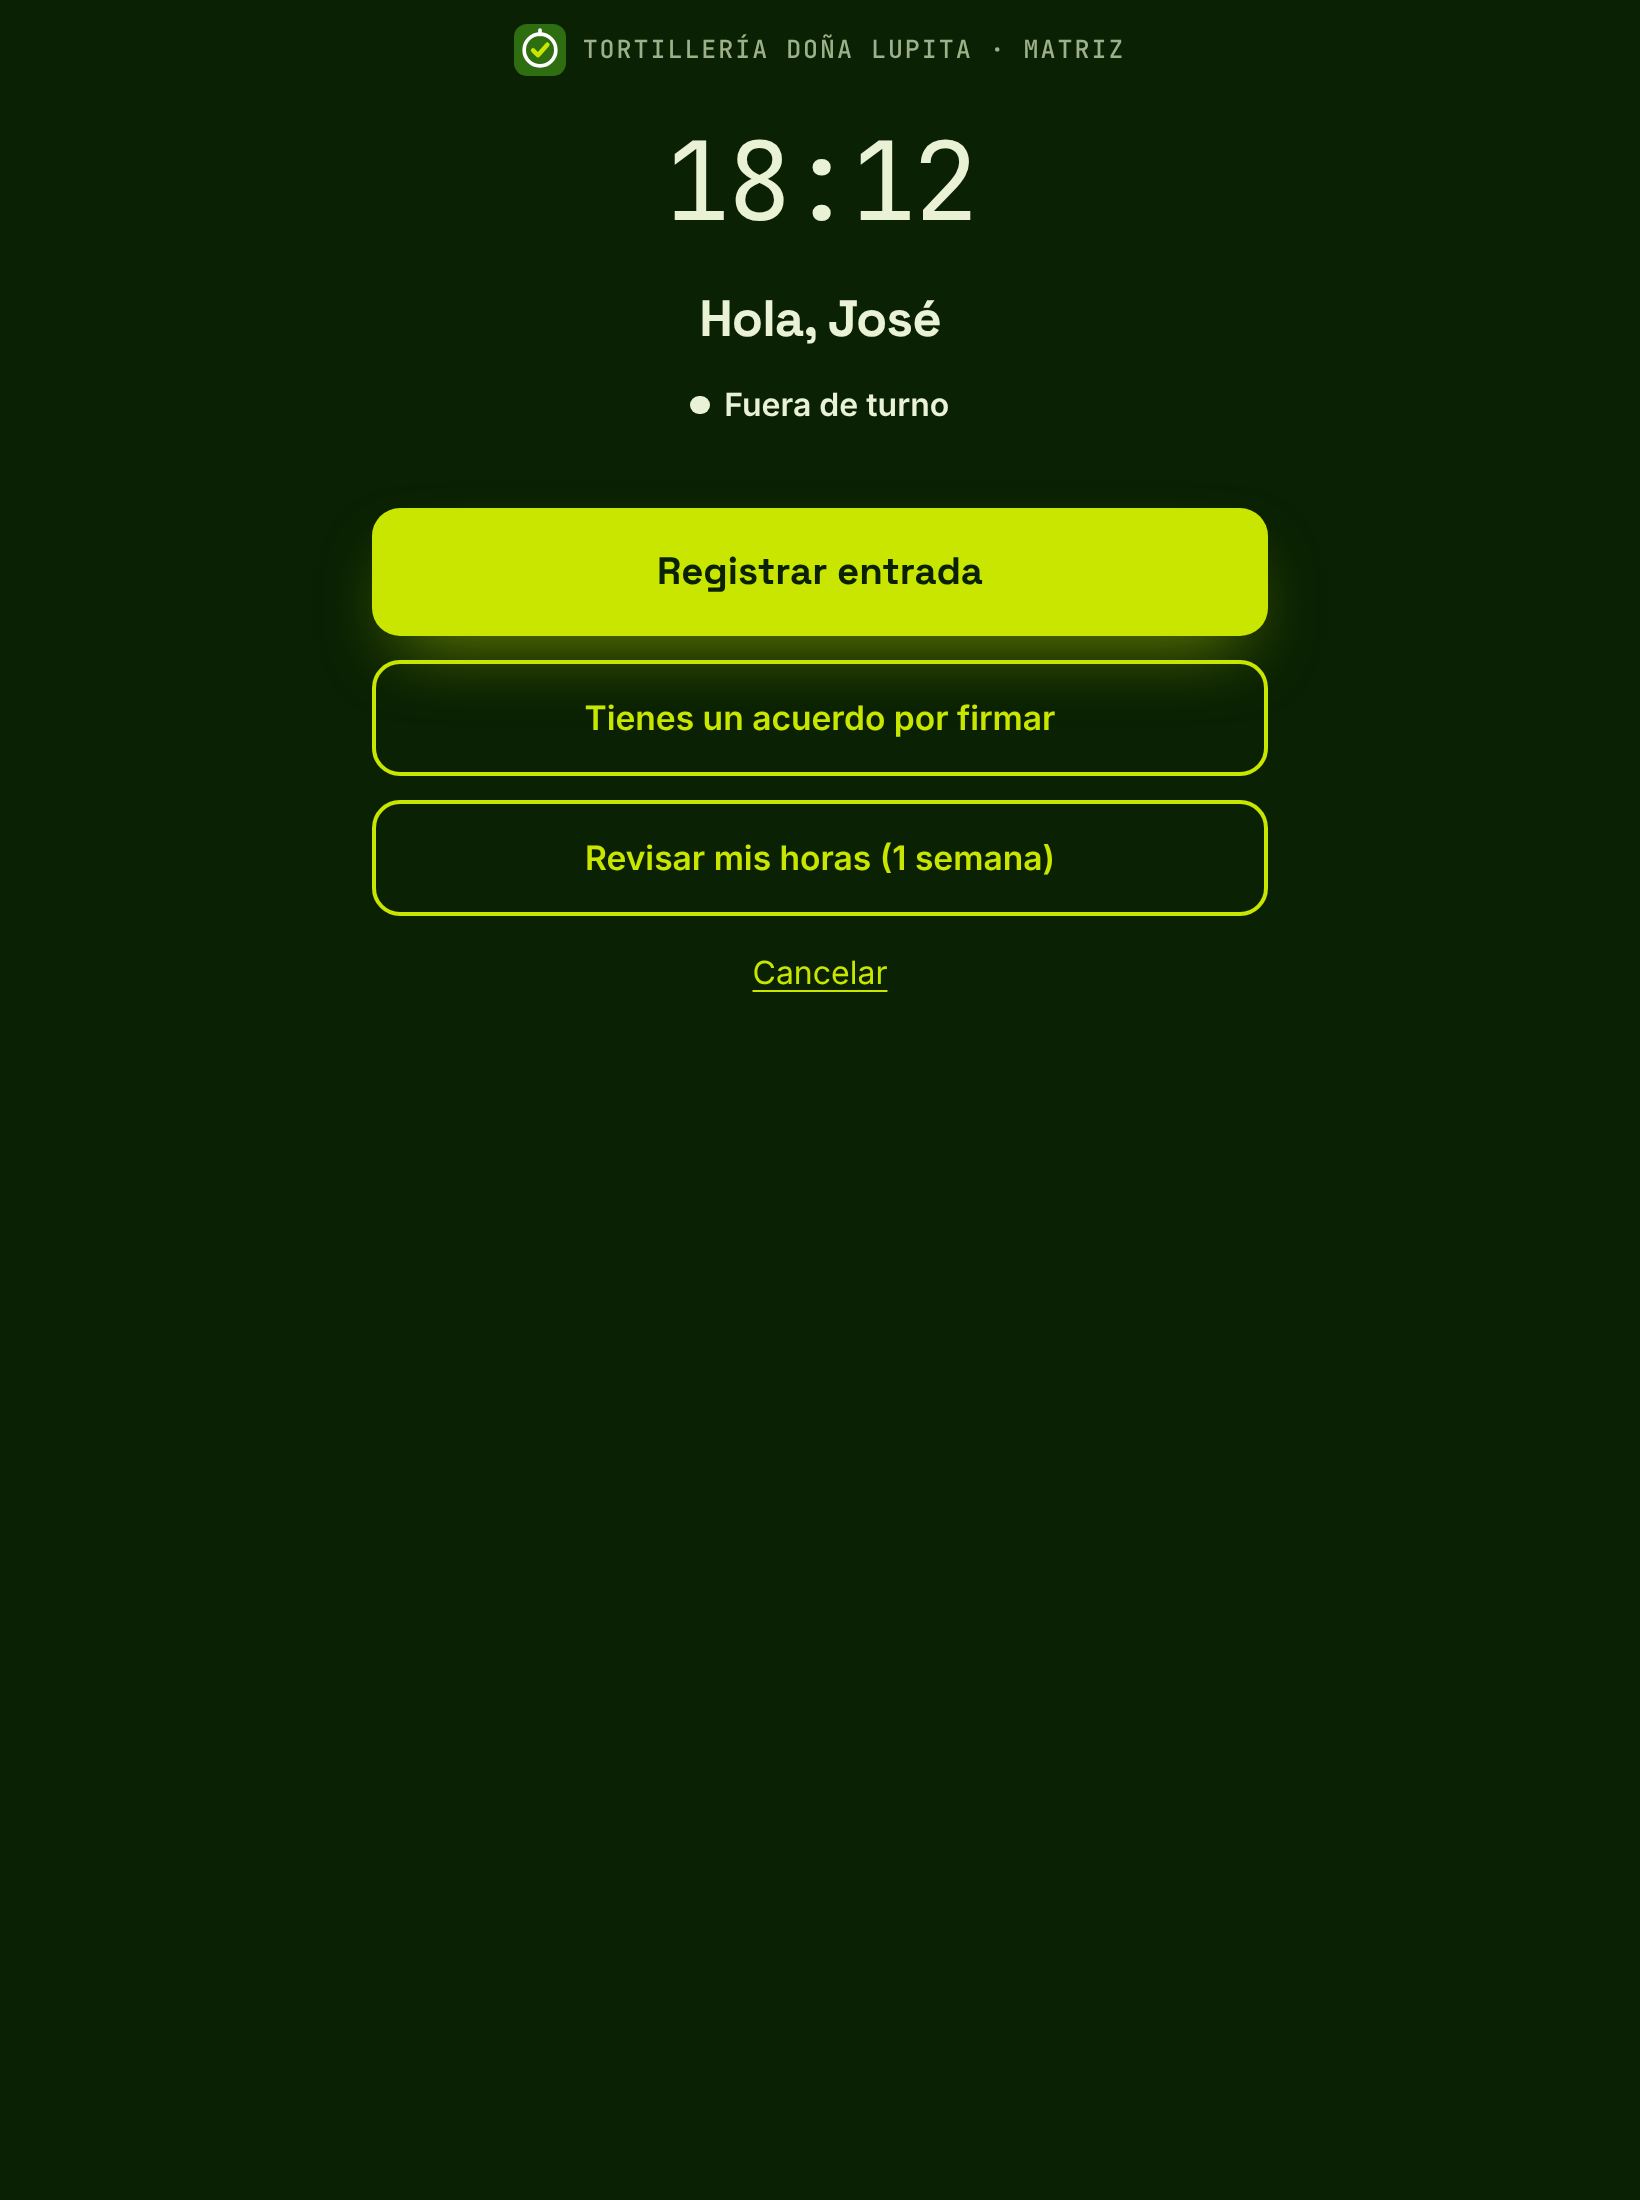 TORTILLERÍA DOÑA LUPITA · MATRIZ
18:12
Hola, José
Fuera de turno
Registrar entrada
Tienes un acuerdo por firmar
Revisar mis horas (1 semana)
Cancelar